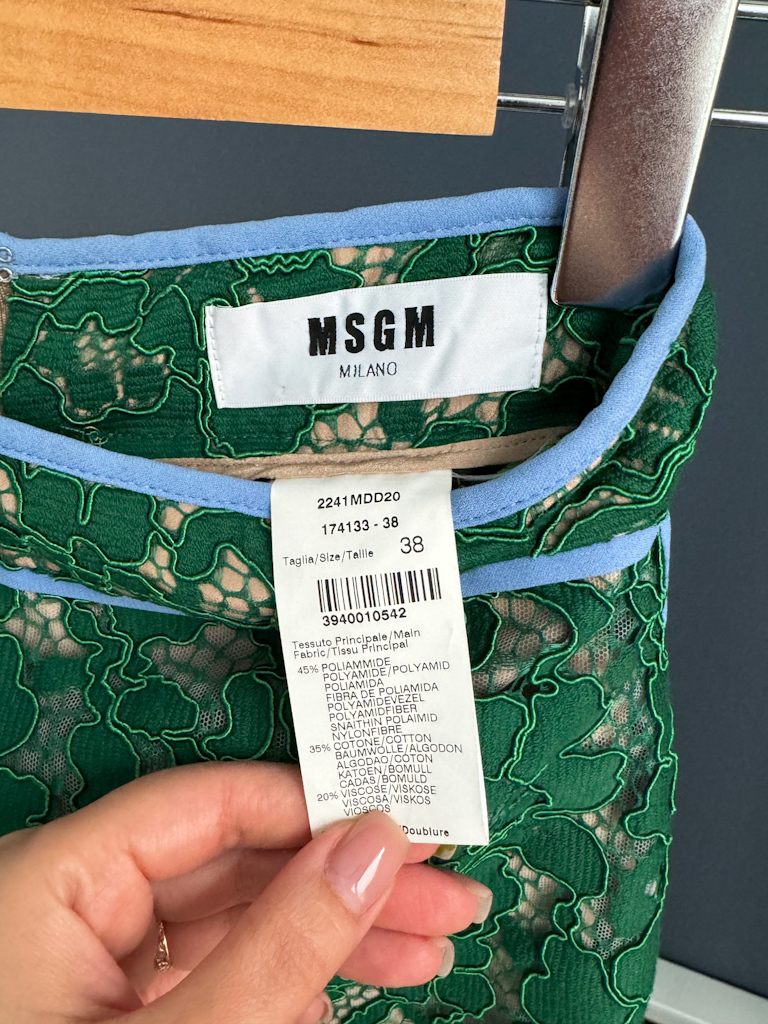 MSGM
MILANO
2241MDD20
174133 - 38
Taglia/Size/Taille 38
3940010542
Tessuto Principale/Main
Fabric/Tissu Principal
45% POLIAMMIDE
POLYAMIDE/POLYAMID
POLIAMIDA
FIBRA DE POLIAMIDA
POLYAMIDEVEZEL
POLYAMIDFIBER
SNAITHIN POLAIMID
NYLONFIBRE
35% COTONE/COTTON
BAUMWOLLE/ALGODON
ALGODAO/COTON
KATOEN/BOMULL
CADAS/BOMULD
20% VISCOSE/VISKOSE
VISCOSA/VISKOS
VIOSCOS
/Doublure